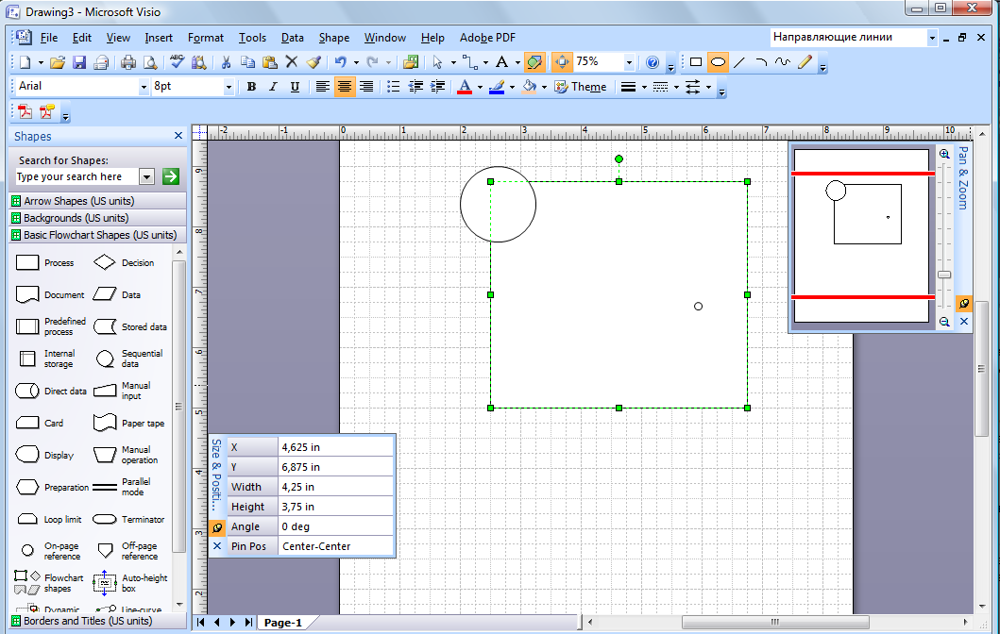 Drawing3 - Microsoft Visio
File Edit View Insert Format Tools Data Shape Window Help Adobe PDF
Направляющие линии
ABC
A 75%
Arial 8pt B I U A Theme
Shapes
Search for Shapes:
Type your search here
Arrow Shapes (US units)
Backgrounds (US units)
Basic Flowchart Shapes (US units)
Process Decision
Document Data
Predefined process Stored data
Internal storage Sequential data
Direct data Manual input
Card Paper tape
Display Manual operation
Preparation Parallel mode
Loop limit Terminator
On-page reference Off-page reference
Flowchart shapes Auto-height box
Dynamic Line-curve
Borders and Titles (US units)
-2 -1 0 1 2 3 4 5 6 7 8 9 10
9
8
7
6
5
4
3
2
Pan & Zoom
Size & Positi...
X 4,625 in
Y 6,875 in
Width 4,25 in
Height 3,75 in
Angle 0 deg
Pin Pos Center-Center
Page-1